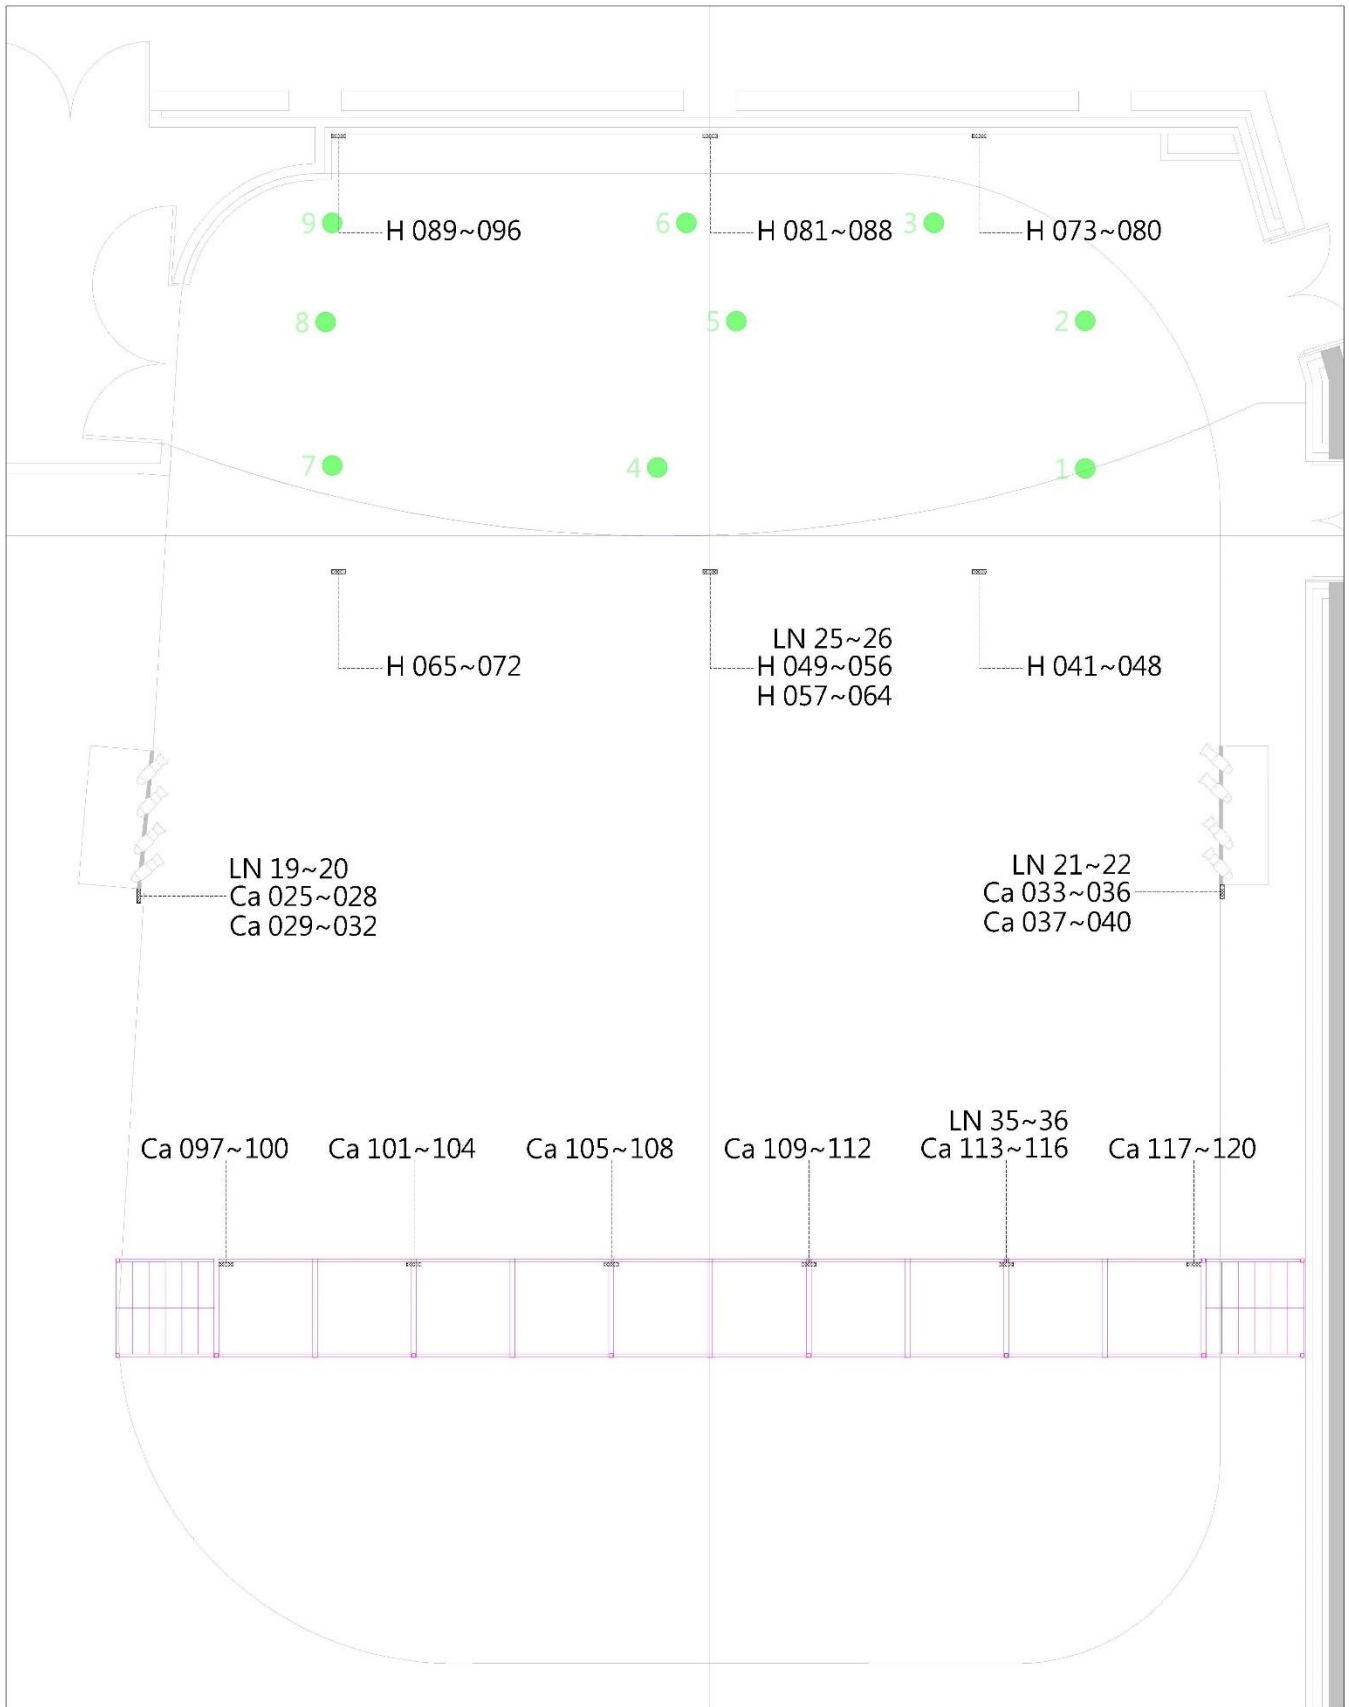 9
H 089~096
6
H 081~088
3
H 073~080
8
5
2
7
4
1
H 065~072
LN 25~26
H 049~056
H 057~064
H 041~048
LN 19~20
Ca 025~028
Ca 029~032
LN 21~22
Ca 033~036
Ca 037~040
Ca 097~100
Ca 101~104
Ca 105~108
Ca 109~112
LN 35~36
Ca 113~116
Ca 117~120